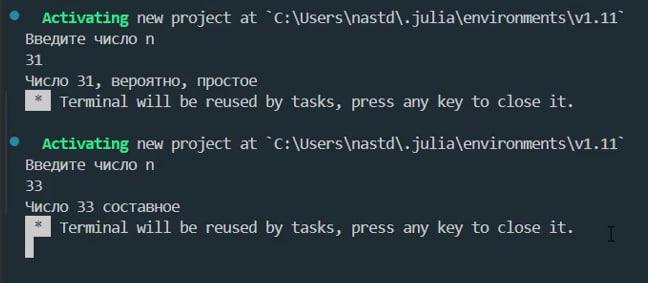 Activating new project at `C:\Users\nastd\.julia\environments\v1.11`
Введите число n
31
Число 31, вероятно, простое
* Terminal will be reused by tasks, press any key to close it.
Activating new project at `C:\Users\nastd\.julia\environments\v1.11`
Введите число n
33
Число 33 составное
* Terminal will be reused by tasks, press any key to close it.